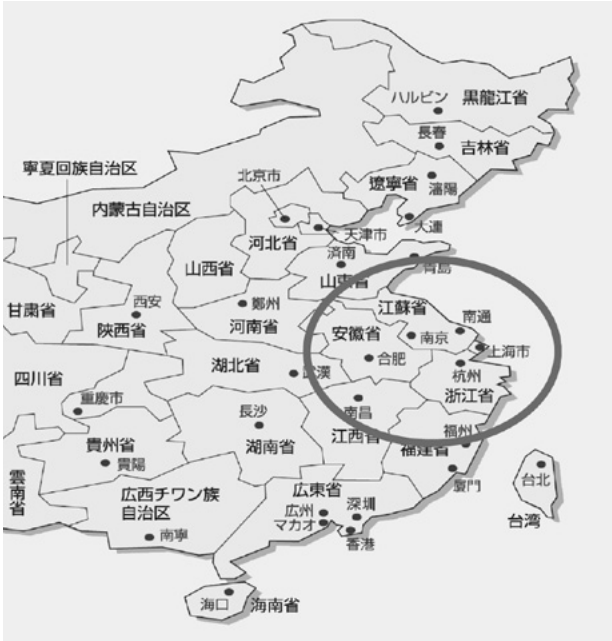 ハルビン
黒龍江省
長春
吉林省
寧夏回族自治区
北京市
遼寧省
瀋陽
内蒙古自治区
大連
天津市
河北省
済南
山西省
山東省
青島
甘粛省
西安
鄭州
江蘇省
南通
陝西省
河南省
安徽省
南京
上海市
合肥
四川省
湖北省
武漢
杭州
重慶市
浙江省
長沙
南昌
貴州省
湖南省
江西省
福州
貴陽
福建省
雲南省
広西チワン族
自治区
広東省
厦門
台北
広州
深圳
マカオ
台湾
南寧
香港
海口
海南省